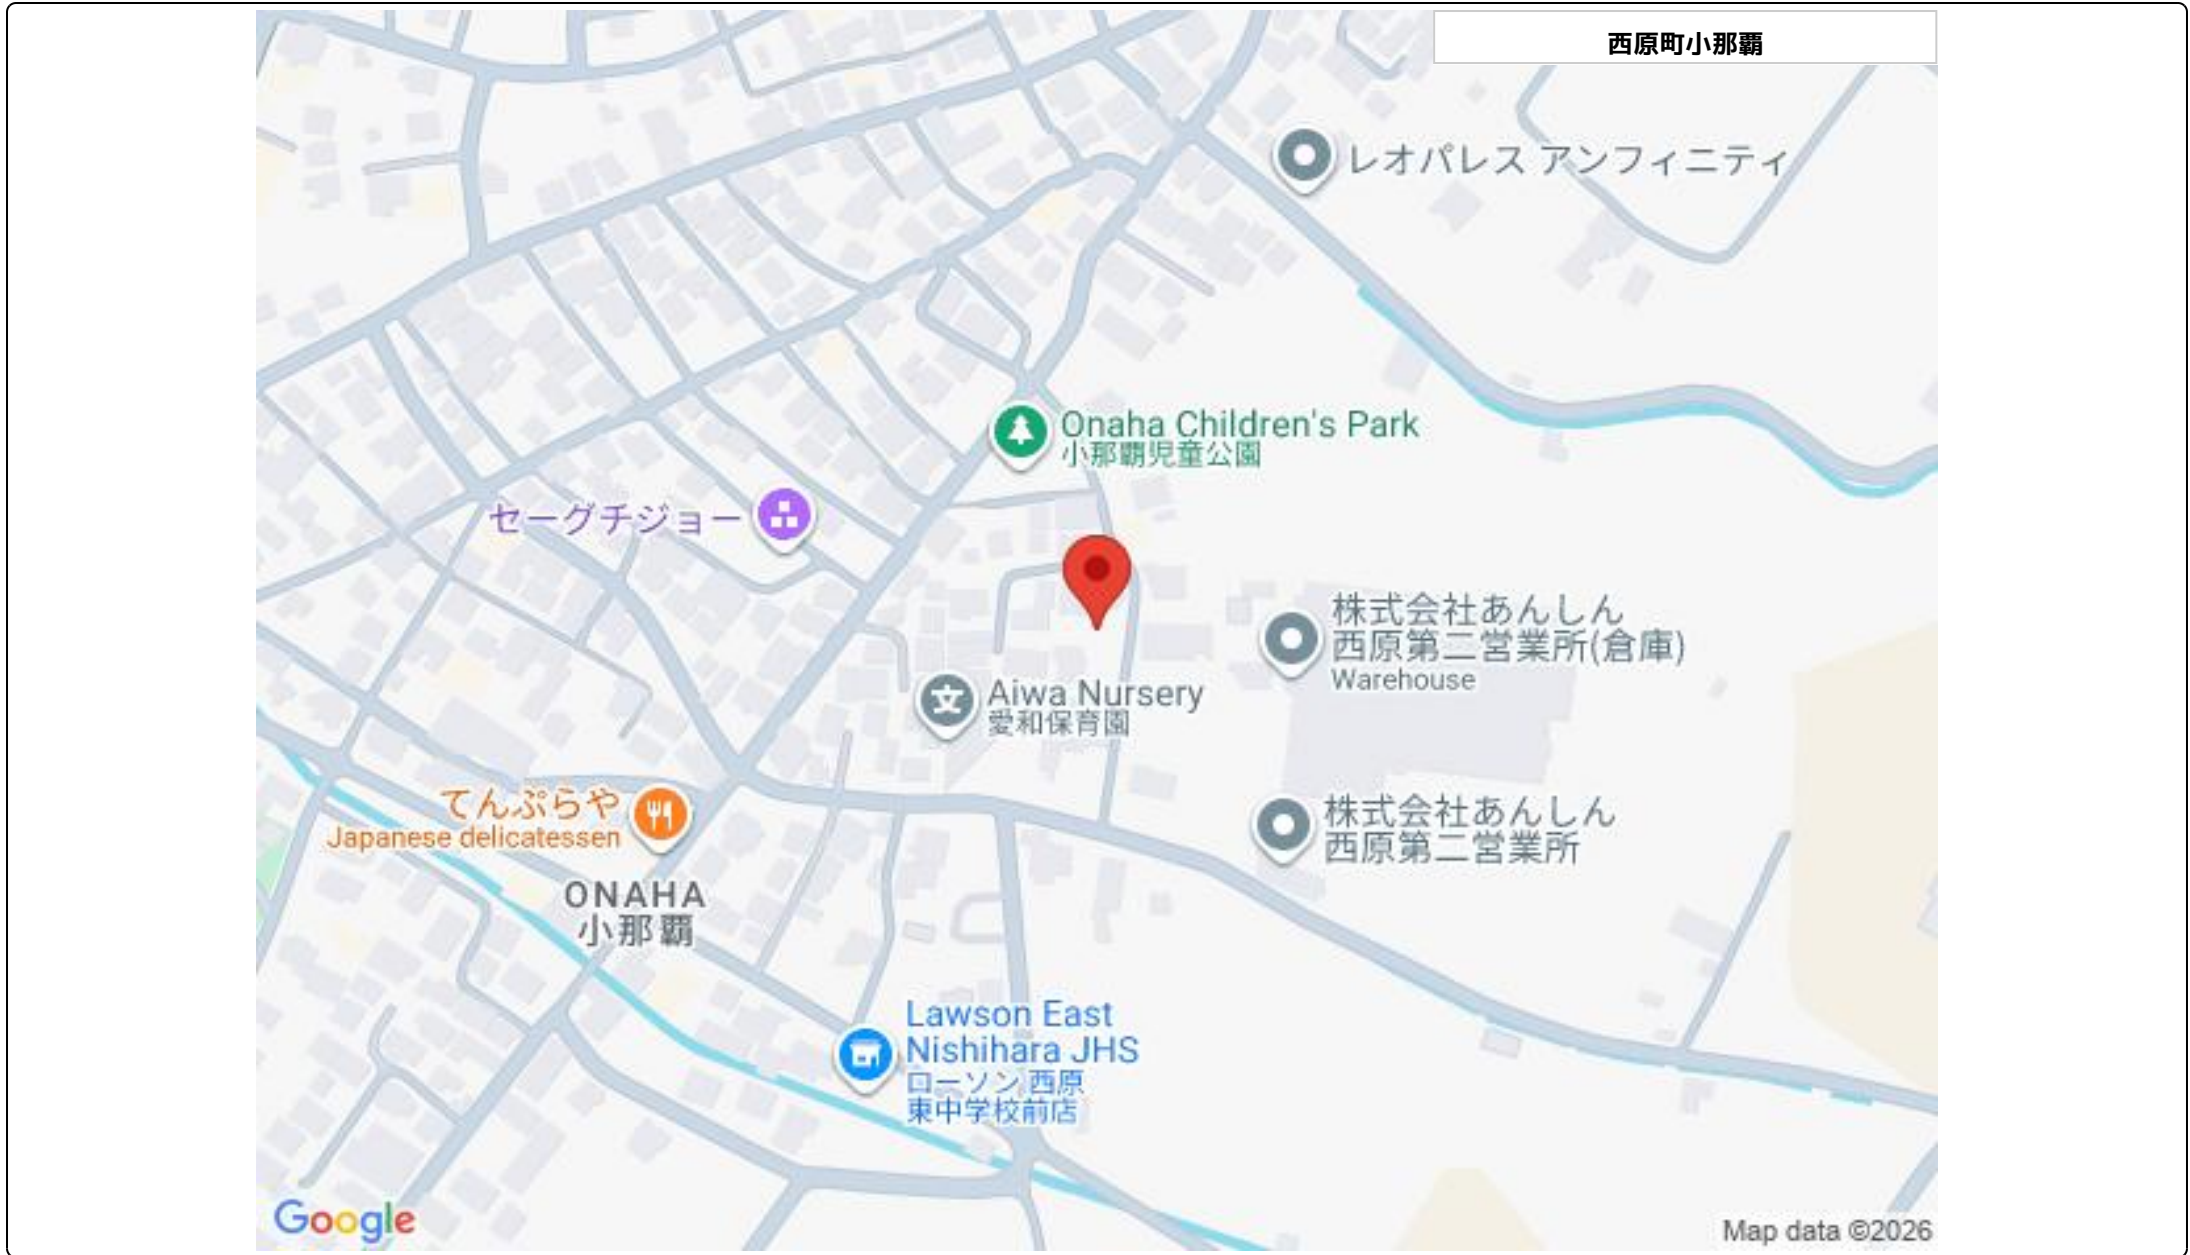 西原町小那覇
レオパレス アンフィニティ
Onaha Children's Park
小那覇児童公園
セーグチジョー
株式会社あんしん
西原第二営業所(倉庫)
Warehouse
Aiwa Nursery
愛和保育園
てんぷらや
Japanese delicatessen
株式会社あんしん
西原第二営業所
ONAHA
小那覇
Lawson East
Nishihara JHS
ローソン 西原
東中学校前店
Google
Map data ©2026